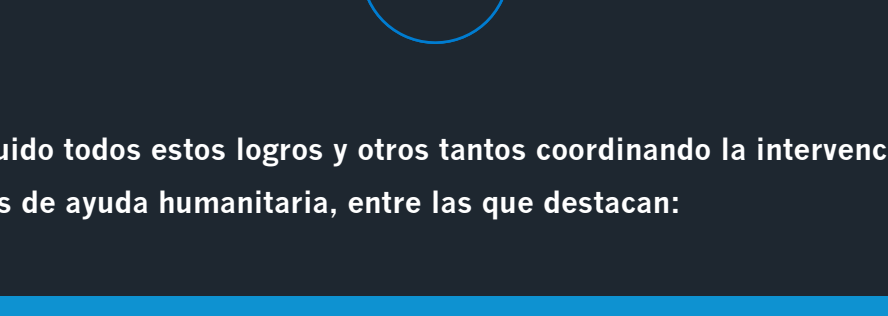 uido todos estos logros y otros tantos coordinando la intervenc
s de ayuda humanitaria, entre las que destacan: